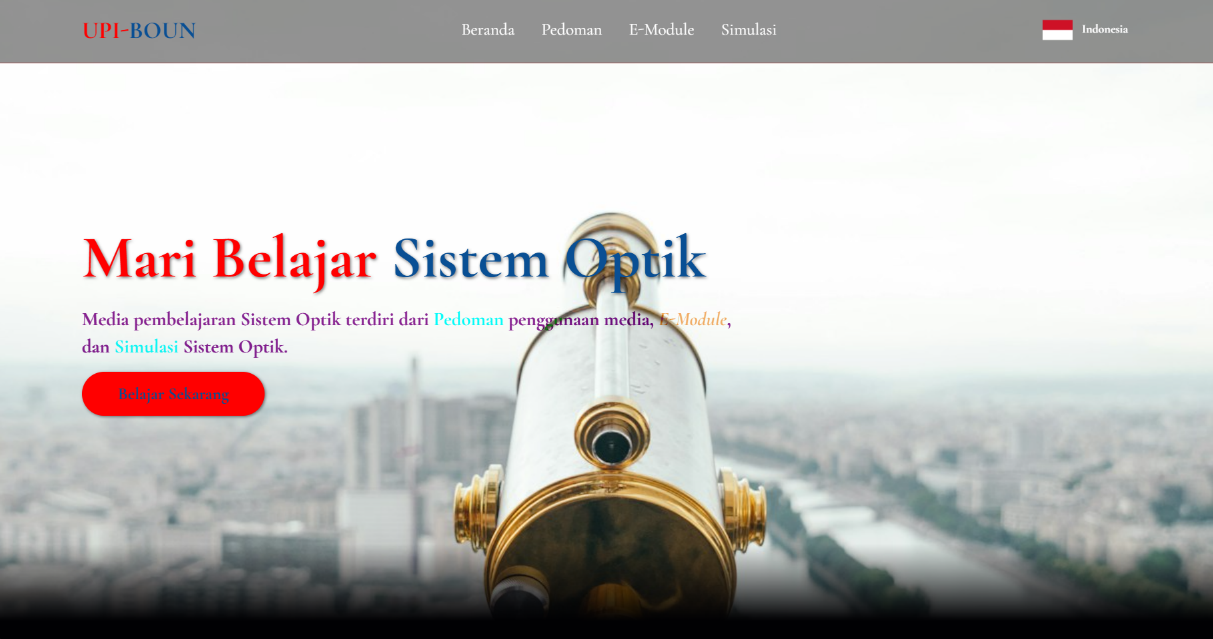 UPI-BOUN
Beranda Pedoman E-Module Simulasi
Indonesia
Mari Belajar Sistem Optik
Media pembelajaran Sistem Optik terdiri dari Pedoman penggunaan media, E-Module,
dan Simulasi Sistem Optik.
Belajar Sekarang